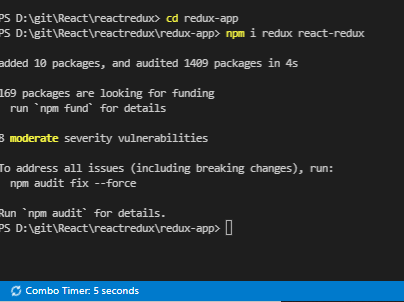 PS D:\git\React\reactredux> cd redux-app
PS D:\git\React\reactredux\redux-app> npm i redux react-redux
added 10 packages, and audited 1409 packages in 4s
169 packages are looking for funding
run `npm fund` for details
8 moderate severity vulnerabilities
To address all issues (including breaking changes), run:
npm audit fix --force
Run `npm audit` for details.
PS D:\git\React\reactredux\redux-app>
Combo Timer: 5 seconds